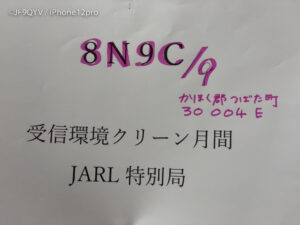 ©JF9QYV / iPhone12pro
8N9C/9
かほく郡つばた町
30004E
受信環境クリーン月間
JARL 特別局